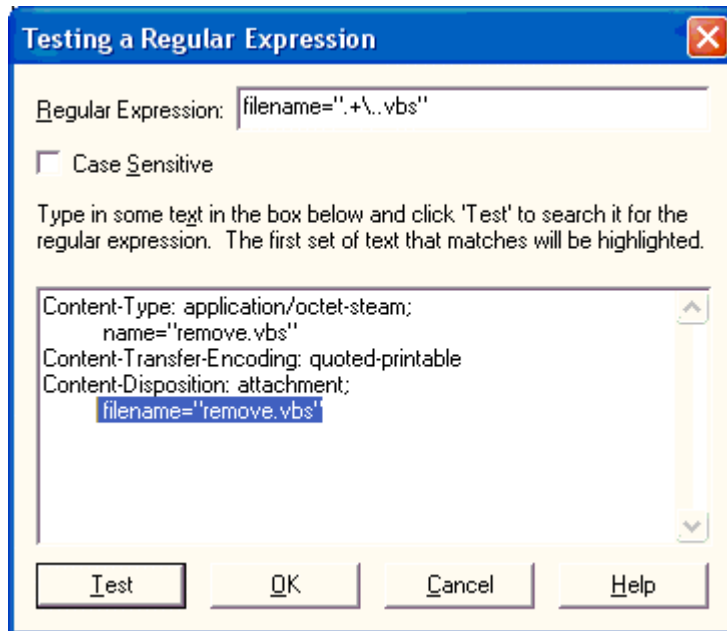 Testing a Regular Expression
Regular Expression: filename=".+\..vbs"
Case Sensitive
Type in some text in the box below and click 'Test' to search it for the
regular expression. The first set of text that matches will be highlighted.
Content-Type: application/octet-steam;
name="remove.vbs"
Content-Transfer-Encoding: quoted-printable
Content-Disposition: attachment;
filename="remove.vbs"
Test OK Cancel Help